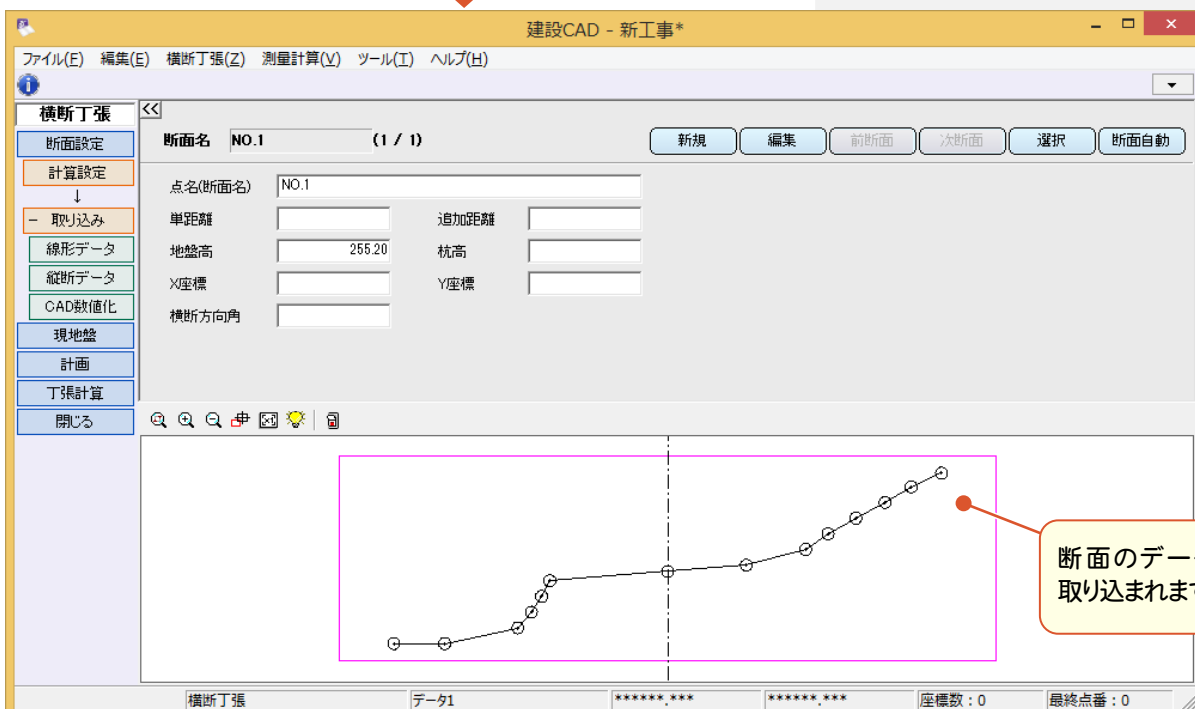 建設CAD - 新工事*
ファイル(F) 編集(E) 横断丁張(Z) 測量計算(V) ツール(T) ヘルプ(H)
横断丁張
断面設定
計算設定
↓
− 取り込み
線形データ
縦断データ
CAD数値化
現地盤
計画
丁張計算
閉じる
<<
断面名 NO.1 (1 / 1)
新規 編集 前断面 次断面 選択 断面自動
点名(断面名) NO.1
単距離 追加距離
地盤高 255.20 杭高
X座標 Y座標
横断方向角
断面のデー
取り込まれます
横断丁張 データ1 ******.*** ******.*** 座標数：0 最終点番：0